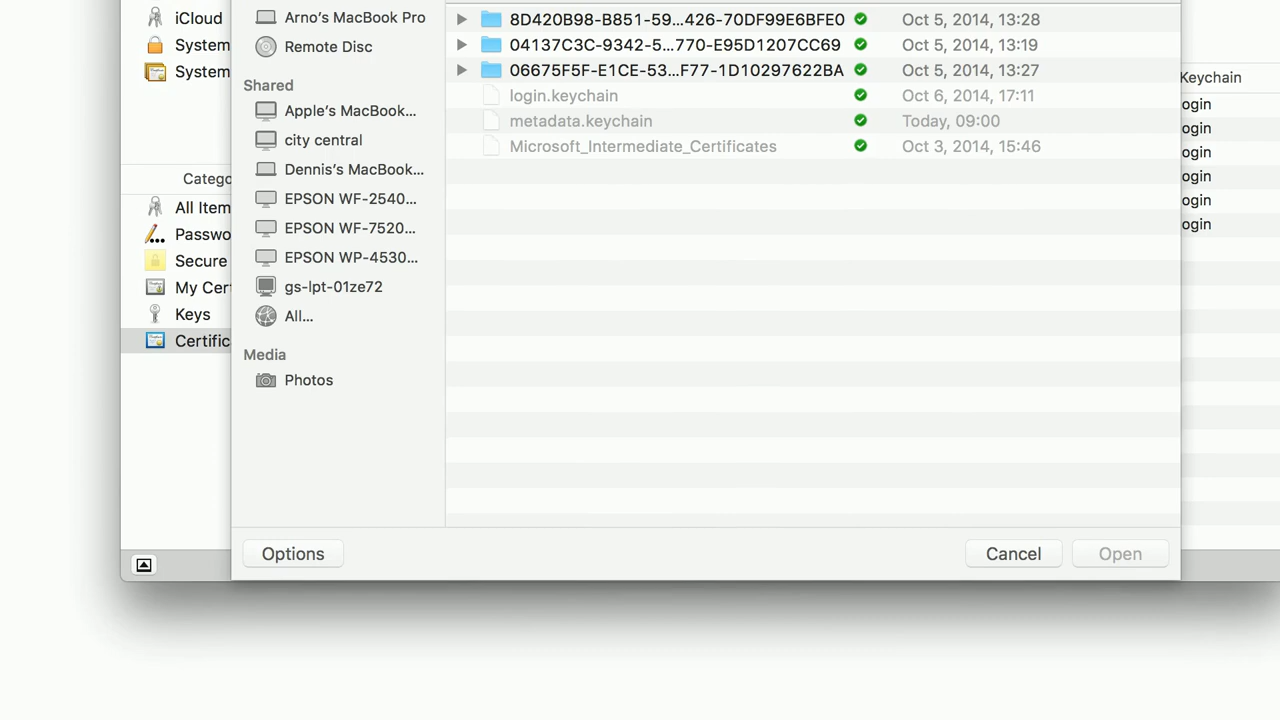 iCloud
System
System
Catego
All Item
Passwo
Secure
My Cer
Keys
Certific
Arno's MacBook Pro
Remote Disc
Shared
Apple's MacBook...
city central
Dennis's MacBook...
EPSON WF-2540...
EPSON WF-7520...
EPSON WP-4530...
gs-lpt-01ze72
All...
Media
Photos
8D420B98-B851-59...426-70DF99E6BFE0 Oct 5, 2014, 13:28
04137C3C-9342-5...770-E95D1207CC69 Oct 5, 2014, 13:19
06675F5F-E1CE-53...F77-1D10297622BA Oct 5, 2014, 13:27
login.keychain Oct 6, 2014, 17:11
metadata.keychain Today, 09:00
Microsoft_Intermediate_Certificates Oct 3, 2014, 15:46
Keychain
ogin
ogin
ogin
ogin
ogin
ogin
Options
Cancel
Open